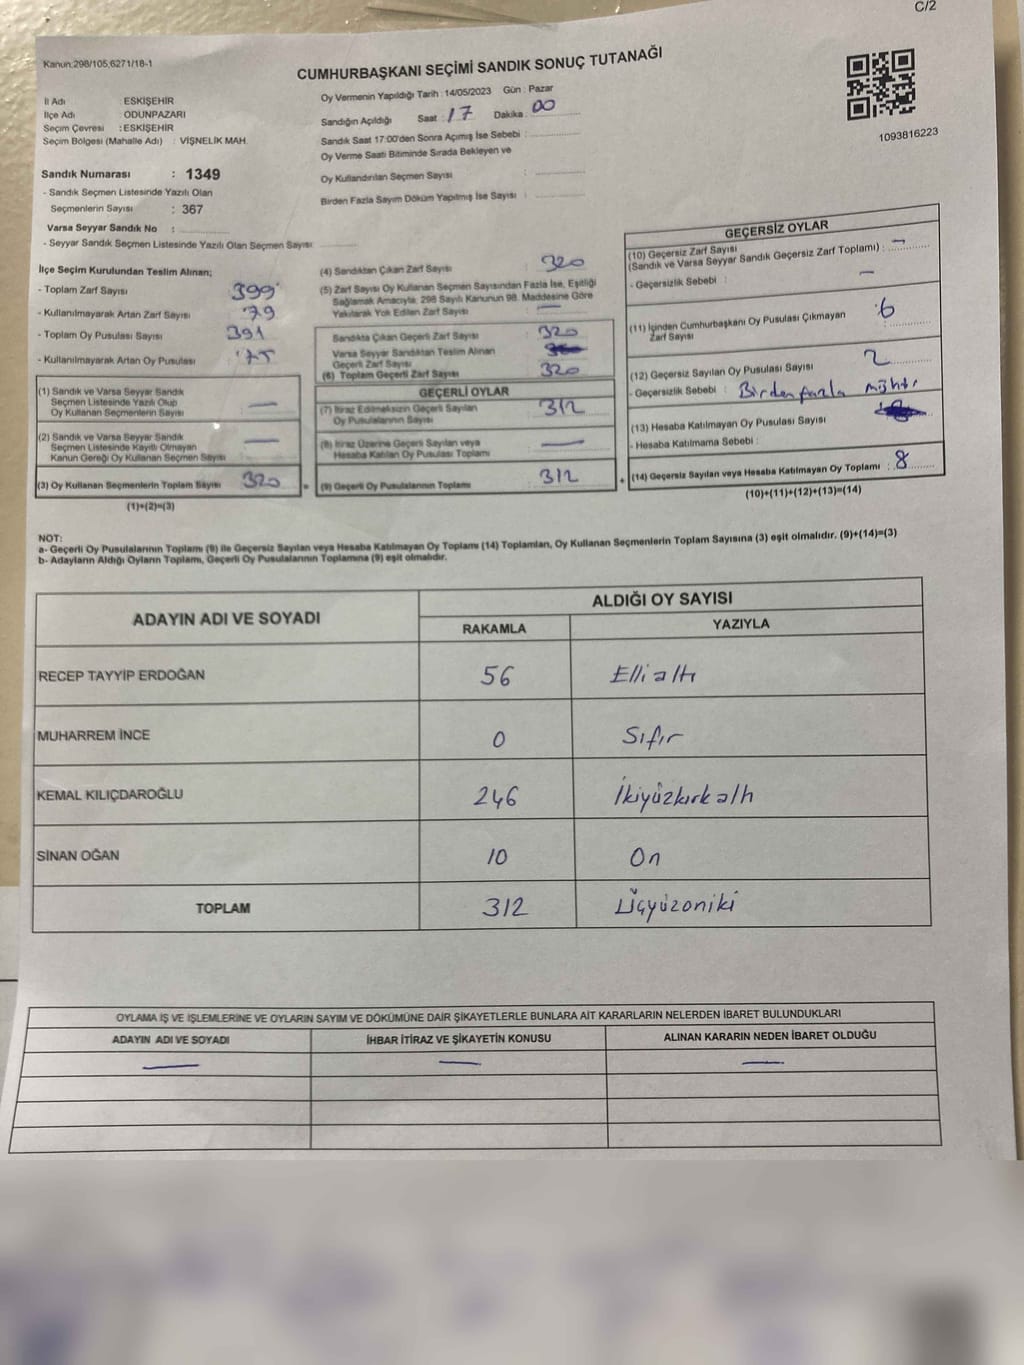 C/2
Kanun:298/105,6271/18-1
CUMHURBAŞKANI SEÇİMİ SANDIK SONUÇ TUTANAĞI
İl Adı : ESKİŞEHİR
İlçe Adı : ODUNPAZARI
Seçim Çevresi : ESKİŞEHİR
Seçim Bölgesi (Mahalle Adı) : VİŞNELİK MAH.
Sandık Numarası : 1349
- Sandık Seçmen Listesinde Yazılı Olan
Seçmenlerin Sayısı : 367
Varsa Seyyar Sandık No :
- Seyyar Sandık Seçmen Listesinde Yazılı Olan Seçmen Sayısı:
Oy Vermenin Yapıldığı Tarih : 14/05/2023 Gün : Pazar
Sandığın Açıldığı Saat : 17 Dakika : 00
Sandık Saat 17:00'den Sonra Açımış İse Sebebi :
Oy Verme Saati Bitiminde Sırada Bekleyen ve
Oy Kullandırılan Seçmen Sayısı :
Birden Fazla Sayım Döküm Yapılmış İse Sayısı :
1093816223
İlçe Seçim Kurulundan Teslim Alınan;
- Toplam Zarf Sayısı 399
- Kullanılmayarak Artan Zarf Sayısı 79
- Toplam Oy Pusulası Sayısı 391
- Kullanılmayarak Artan Oy Pusulası
(1) Sandık ve Varsa Seyyar Sandık
Seçmen Listesinde Yazılı Olup
Oy Kullanan Seçmenlerin Sayısı : —
(2) Sandık ve Varsa Seyyar Sandık
Seçmen Listesinde Kayıtlı Olmayan
Kanun Gereği Oy Kullanan Seçmen Sayısı : —
(3) Oy Kullanan Seçmenlerin Toplam Sayısı : 320
(1)+(2)=(3)
=
(4) Sandıktan Çıkan Zarf Sayısı 320
(5) Zarf Sayısı Oy Kullanan Seçmen Sayısından Fazla İse, Eşitliği
Sağlamak Amacıyla; 298 Sayılı Kanunun 98. Maddesine Göre
Yakılarak Yok Edilen Zarf Sayısı : —
Sandıkta Çıkan Geçerli Zarf Sayısı : 320
Varsa Seyyar Sandıktan Teslim Alınan
Geçerli Zarf Sayısı
(6) Toplam Geçerli Zarf Sayısı : 320
GEÇERLİ OYLAR
(7) İtiraz Edilmeksizin Geçerli Sayılan
Oy Pusulalarının Sayısı : 312
(8) İtiraz Üzerine Geçerli Sayılan veya
Hesaba Katılan Oy Pusulası Toplamı : —
(9) Geçerli Oy Pusulalarının Toplamı : 312
+
GEÇERSİZ OYLAR
(10) Geçersiz Zarf Sayısı
(Sandık ve Varsa Seyyar Sandık Geçersiz Zarf Toplamı) : —
- Geçersizlik Sebebi : —
(11) İçinden Cumhurbaşkanı Oy Pusulası Çıkmayan
Zarf Sayısı : 6
(12) Geçersiz Sayılan Oy Pusulası Sayısı : 2
- Geçersizlik Sebebi : Birden fazla mühür
(13) Hesaba Katılmayan Oy Pusulası Sayısı
- Hesaba Katılmama Sebebi :
(14) Geçersiz Sayılan veya Hesaba Katılmayan Oy Toplamı : 8
(10)+(11)+(12)+(13)=(14)
NOT:
a- Geçerli Oy Pusulalarının Toplamı (9) ile Geçersiz Sayılan veya Hesaba Katılmayan Oy Toplamı (14) Toplamları, Oy Kullanan Seçmenlerin Toplam Sayısına (3) eşit olmalıdır. (9)+(14)=(3)
b- Adayların Aldığı Oyların Toplamı, Geçerli Oy Pusulalarının Toplamına (9) eşit olmalıdır.
ADAYIN ADI VE SOYADI ALDIĞI OY SAYISI
RAKAMLA YAZIYLA
RECEP TAYYİP ERDOĞAN 56 Elli altı
MUHARREM İNCE 0 Sıfır
KEMAL KILIÇDAROĞLU 246 İkiyüzkırk altı
SİNAN OĞAN 10 On
TOPLAM 312 Üçyüzoniki
OYLAMA İŞ VE İŞLEMLERİNE VE OYLARIN SAYIM VE DÖKÜMÜNE DAİR ŞİKAYETLERLE BUNLARA AİT KARARLARIN NELERDEN İBARET BULUNDUKLARI
ADAYIN ADI VE SOYADI İHBAR İTİRAZ VE ŞİKAYETİN KONUSU ALINAN KARARIN NEDEN İBARET OLDUĞU
— — —